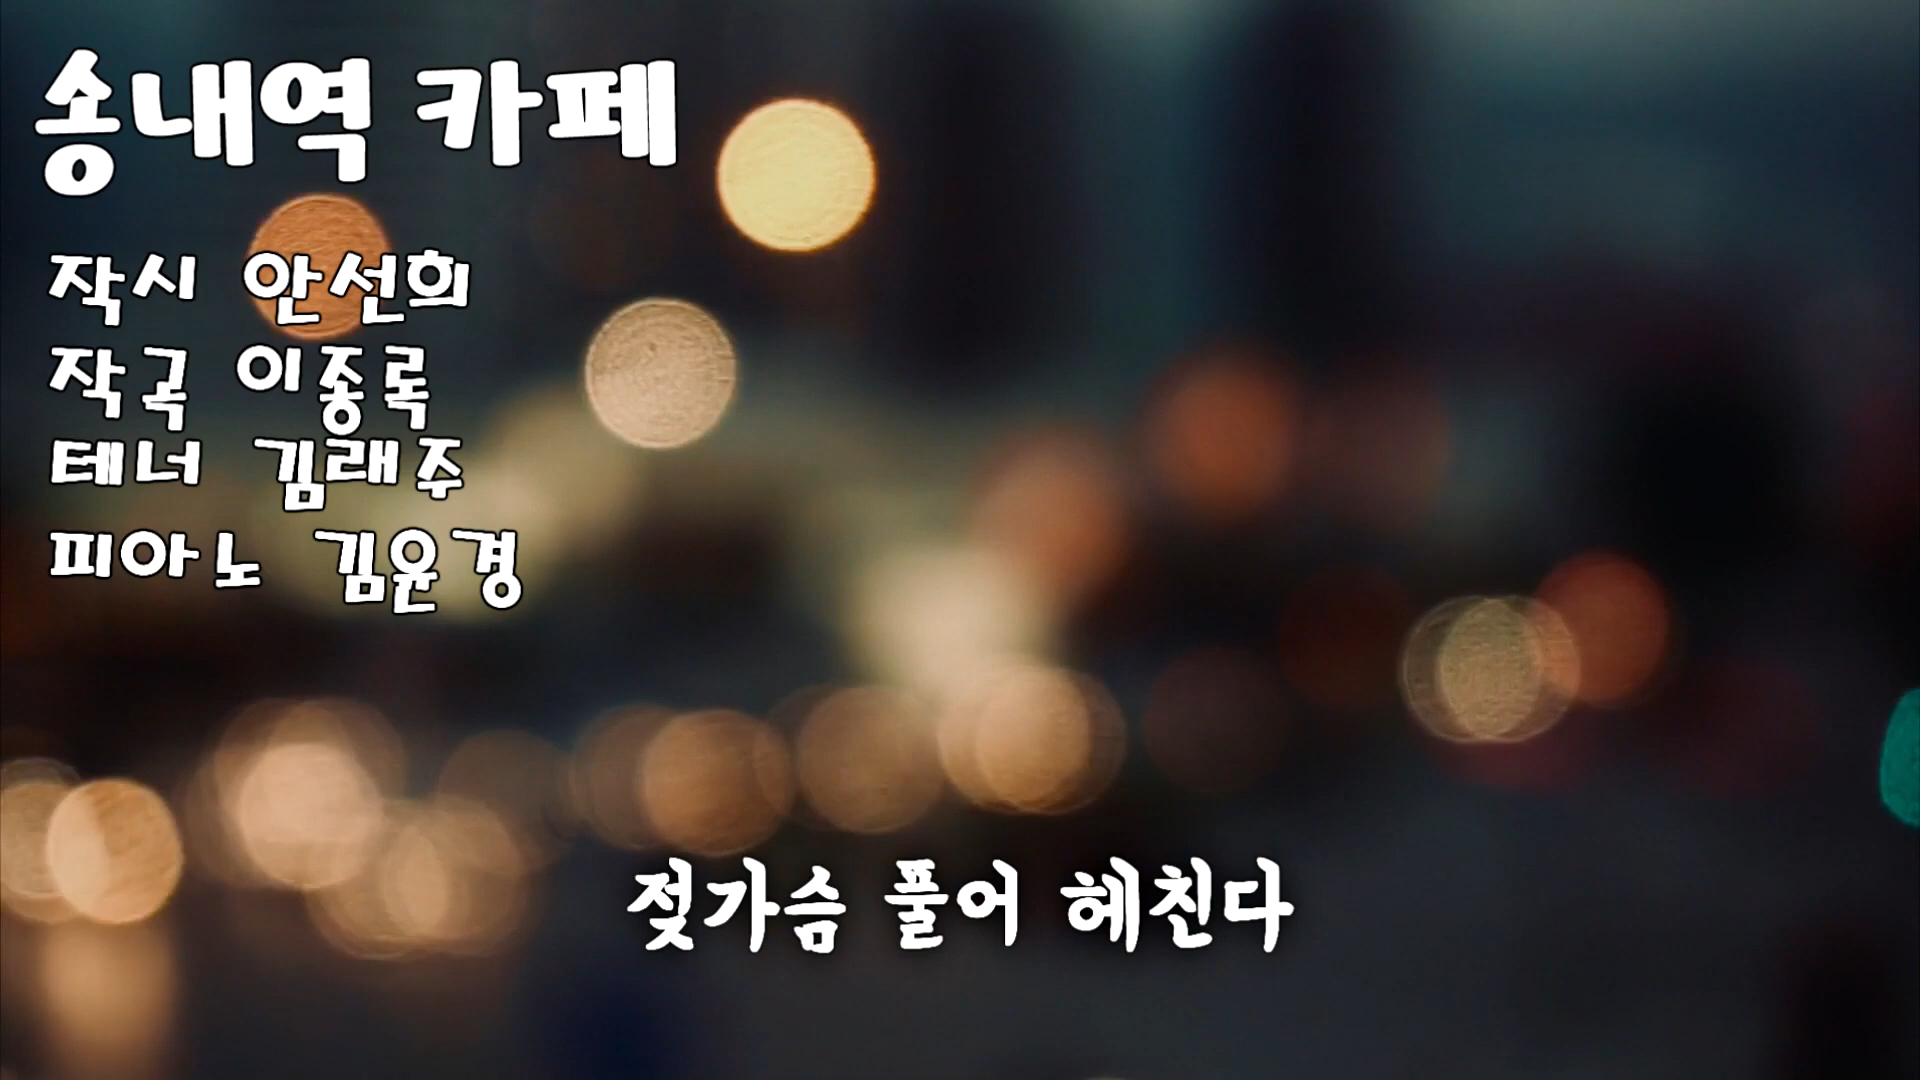 송내역 카페
작시 안선희
작곡 이종록
테너 김래주
피아노 김윤경
젖가슴 풀어 헤친다